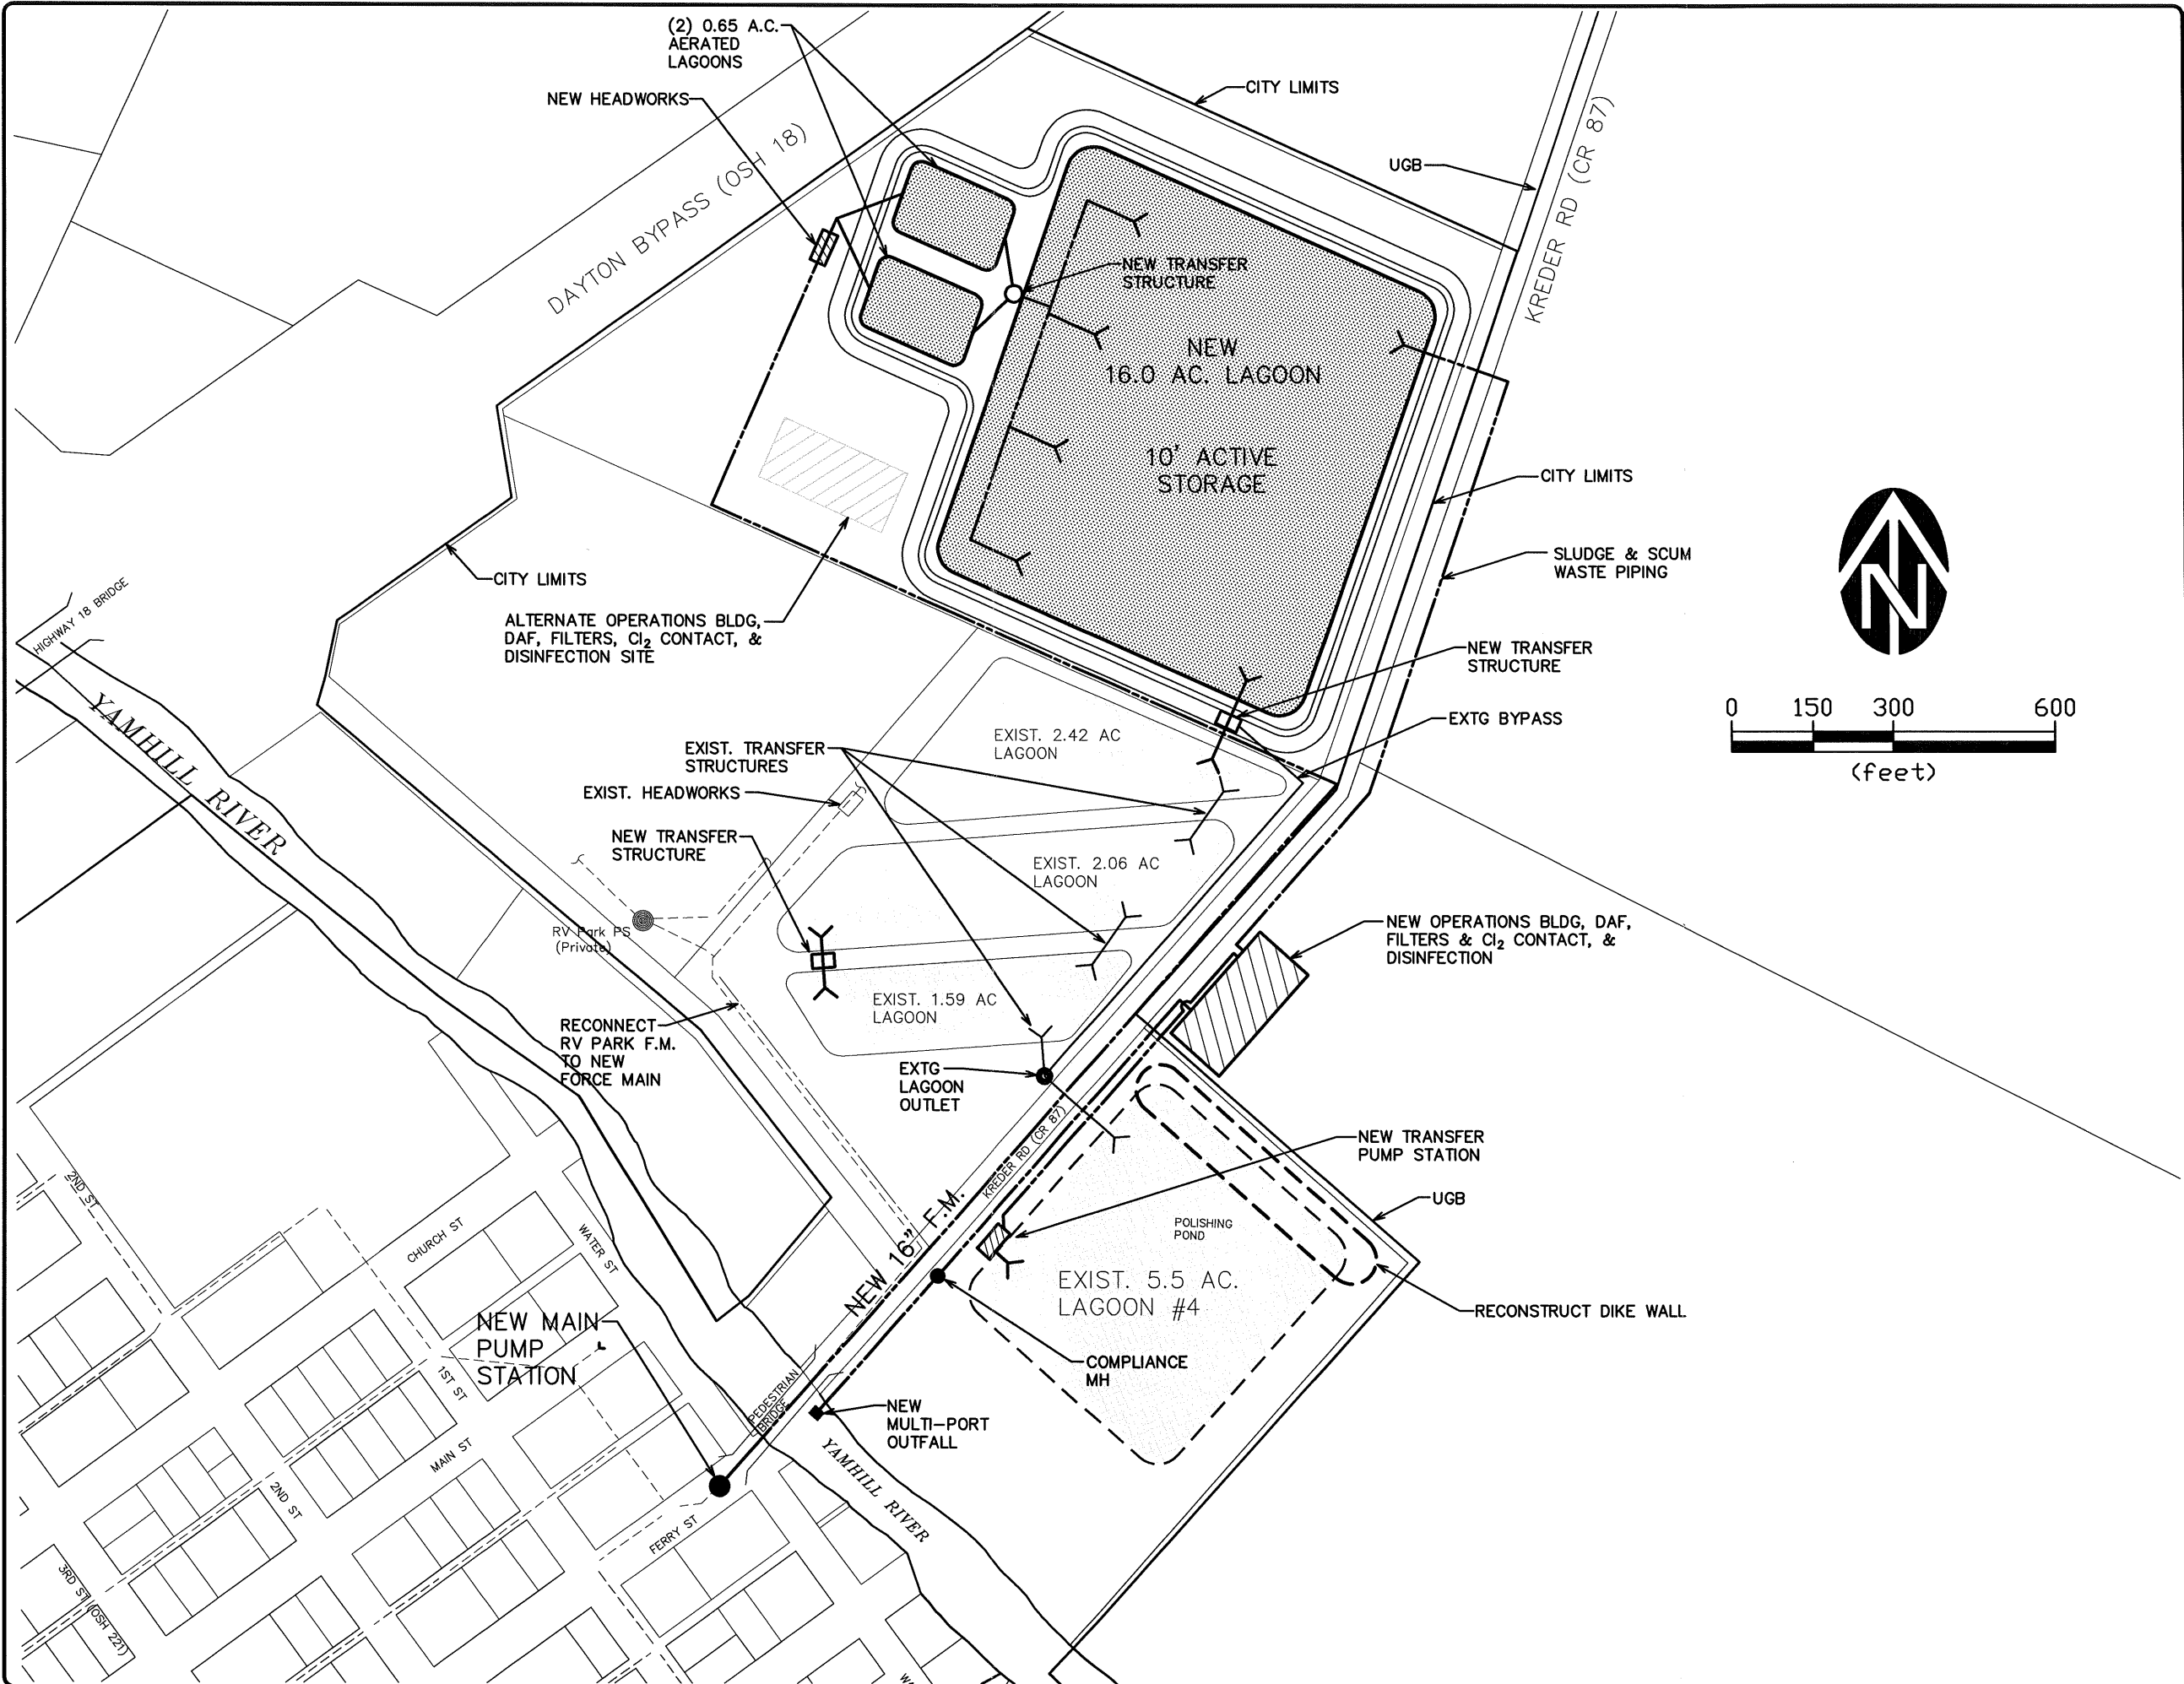 (2) 0.65 A.C.
AERATED
LAGOONS
NEW HEADWORKS
CITY LIMITS
UGB
KREDER RD (CR 87)
DAYTON BYPASS (OSH 18)
NEW TRANSFER
STRUCTURE
NEW
16.0 AC. LAGOON
10' ACTIVE
STORAGE
CITY LIMITS
SLUDGE & SCUM
WASTE PIPING
N
CITY LIMITS
HIGHWAY 18 BRIDGE
ALTERNATE OPERATIONS BLDG,
DAF, FILTERS, Cl₂ CONTACT, &
DISINFECTION SITE
NEW TRANSFER
STRUCTURE
EXTG BYPASS
0 150 300 600
(feet)
YAMHILL RIVER
EXIST. 2.42 AC
LAGOON
EXIST. TRANSFER
STRUCTURES
EXIST. HEADWORKS
NEW TRANSFER
STRUCTURE
EXIST. 2.06 AC
LAGOON
RV Park PS
(Private)
NEW OPERATIONS BLDG, DAF,
FILTERS & Cl₂ CONTACT, &
DISINFECTION
EXIST. 1.59 AC
LAGOON
RECONNECT
RV PARK F.M.
TO NEW
FORCE MAIN
EXTG
LAGOON
OUTLET
KREDER RD (CR 87)
NEW TRANSFER
PUMP STATION
UGB
2ND ST
CHURCH ST
WATER ST
NEW 16" F.M.
POLISHING
POND
EXIST. 5.5 AC.
LAGOON #4
RECONSTRUCT DIKE WALL
NEW MAIN
PUMP
STATION
COMPLIANCE
MH
1ST ST
PEDESTRIAN
BRIDGE
NEW
MULTI-PORT
OUTFALL
YAMHILL RIVER
MAIN ST
2ND ST
FERRY ST
3RD ST (OSH 221)